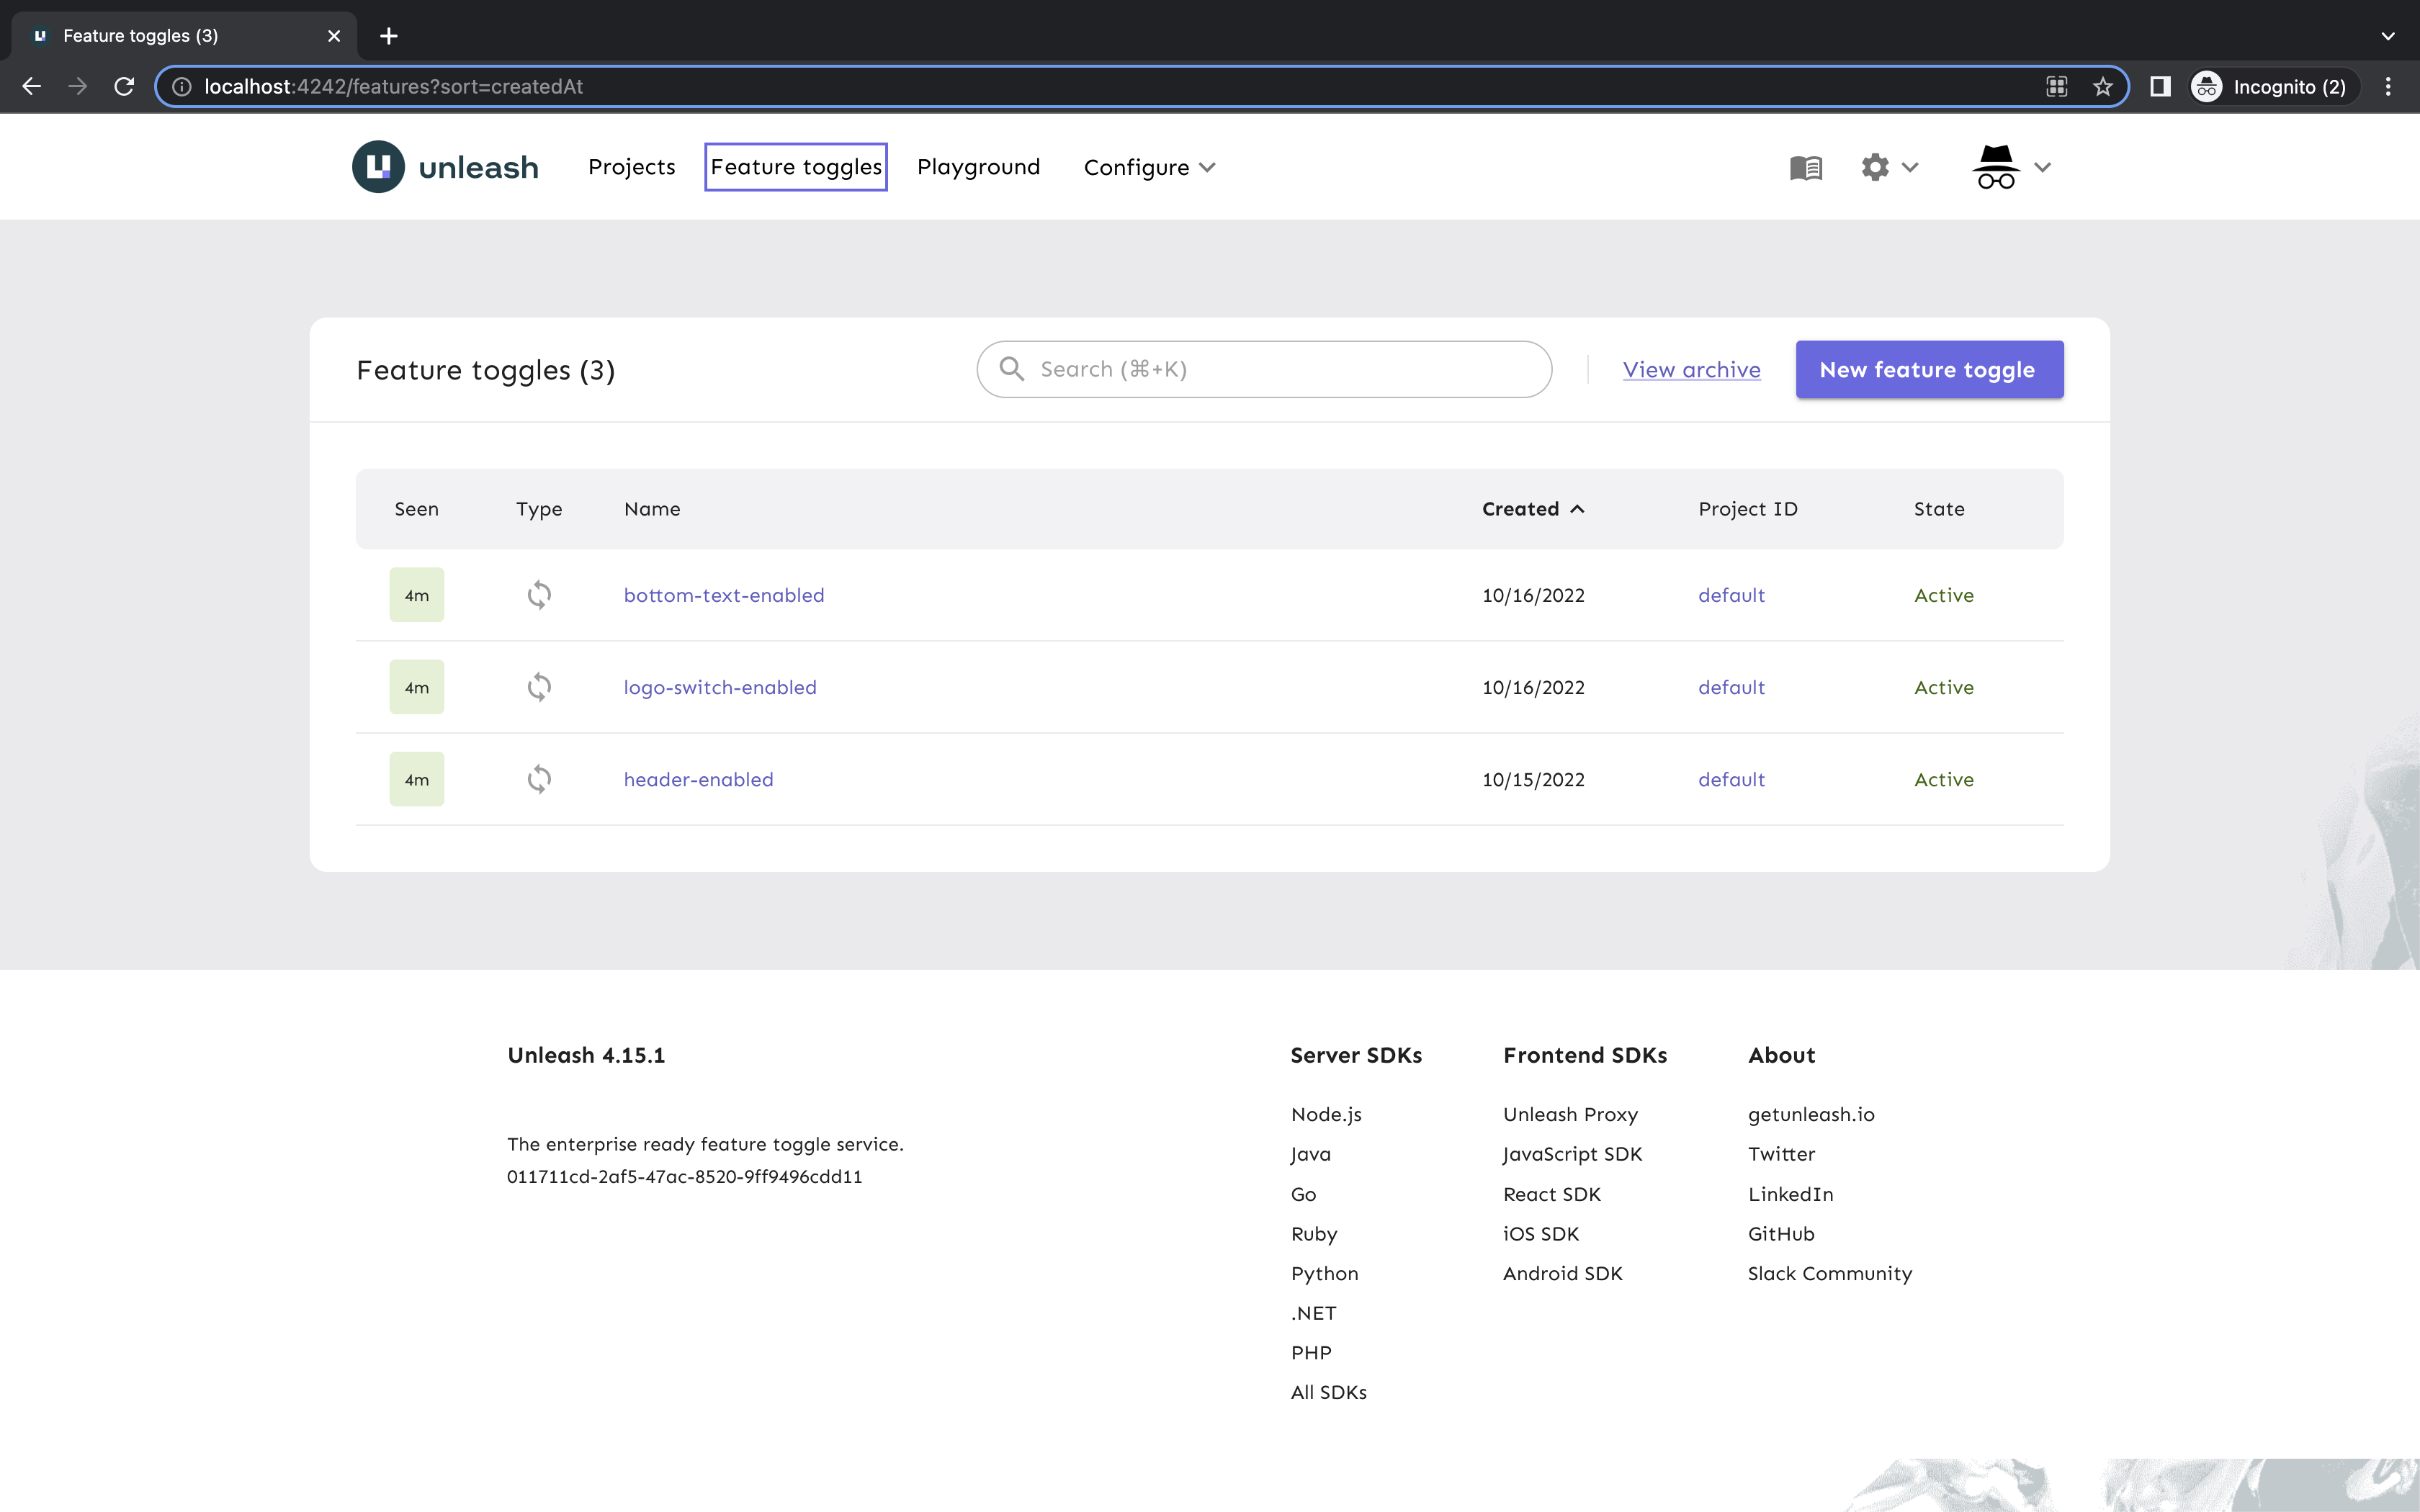 Feature toggles (3)
localhost:4242/features?sort=createdAt
Incognito (2)
unleash
Projects
Feature toggles
Playground
Configure
Feature toggles (3)
Search (⌘+K)
View archive
New feature toggle
Seen Type Name Created Project ID State
4m bottom-text-enabled 10/16/2022 default Active
4m logo-switch-enabled 10/16/2022 default Active
4m header-enabled 10/15/2022 default Active
Unleash 4.15.1
The enterprise ready feature toggle service.
011711cd-2af5-47ac-8520-9ff9496cdd11
Server SDKs
Node.js
Java
Go
Ruby
Python
.NET
PHP
All SDKs
Frontend SDKs
Unleash Proxy
JavaScript SDK
React SDK
iOS SDK
Android SDK
About
getunleash.io
Twitter
LinkedIn
GitHub
Slack Community